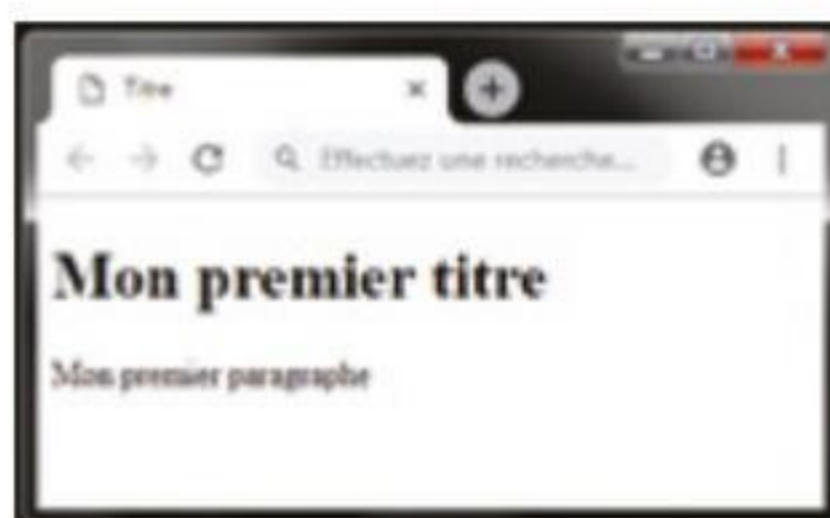 Titre
Effectuez une recherche...
Mon premier titre
Mon premier paragraphe